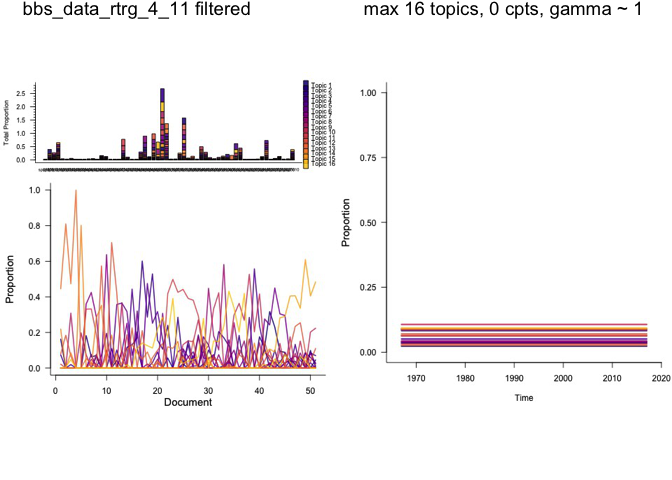 bbs_data_rtrg_4_11 filtered
max 16 topics, 0 cpts, gamma ~ 1
Total Proportion
2.5
2.0
1.5
1.0
0.5
0.0
Topic 1
Topic 2
Topic 3
Topic 4
Topic 5
Topic 6
Topic 7
Topic 8
Topic 9
Topic 10
Topic 11
Topic 12
Topic 13
Topic 14
Topic 15
Topic 16
Proportion
1.0
0.8
0.6
0.4
0.2
0.0
0 10 20 30 40 50
Document
Proportion
1.00
0.75
0.50
0.25
0.00
1970 1980 1990 2000 2010 2020
Time